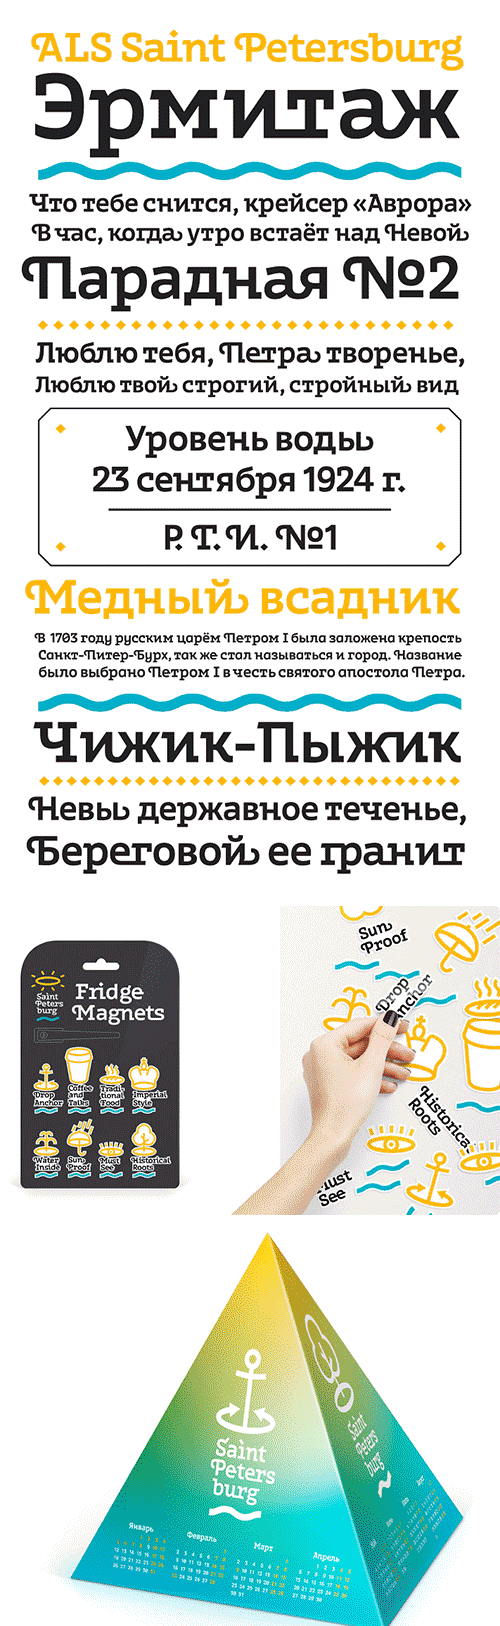 ALS Saint Petersburg
Эрмитаж
Что тебе снится, крейсер «Аврора»
В час, когда утро встаёт над Невой
Парадная №2
Люблю тебя, Петра творенье,
Люблю твой строгий, стройный вид
Уровень воды
23 сентября 1924 г.
Р. Т. И. №1
Медный всадник
В 1703 году русским царём Петром I была заложена крепость
Санкт-Питер-Бурх, так же стал называться и город. Название
было выбрано Петром I в честь святого апостола Петра.
Чижик-Пыжик
Невы державное теченье,
Береговой ее гранит
Saint
Peters
burg
Fridge
Magnets
Drop
Anchor
Coffee
and
Talks
Tradi-
tional
Food
Imperial
Style
Water
Inside
Sun
Proof
Must
See
Historical
Roots
Sun
Proof
Drop
Anchor
Historical
Roots
Must
See
Saint
Peters
burg
Saint
Peters
burg
Январь
Февраль
Март
Апрель